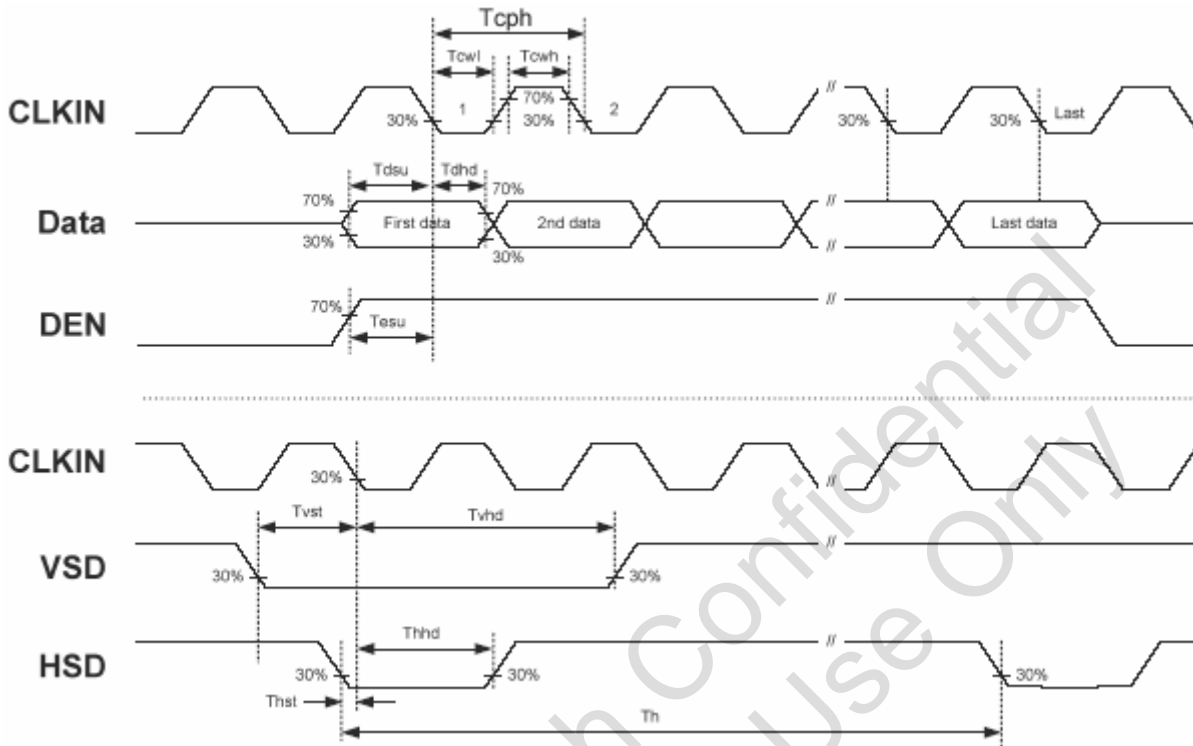 Tcph
Tcwl Tcwh
CLKIN 30% 1 70% 30% 2 // 30% 30% Last
Tdsu Tdhd
70% 70%
Data First data 2nd data // Last data
30% 30% //
70% //
DEN Tesu
CLKIN 30% //
Tvst Tvhd
VSD 30% 30% //
Thhd
HSD 30% 30% // 30%
Thst
Th
h Confidential
Use Only